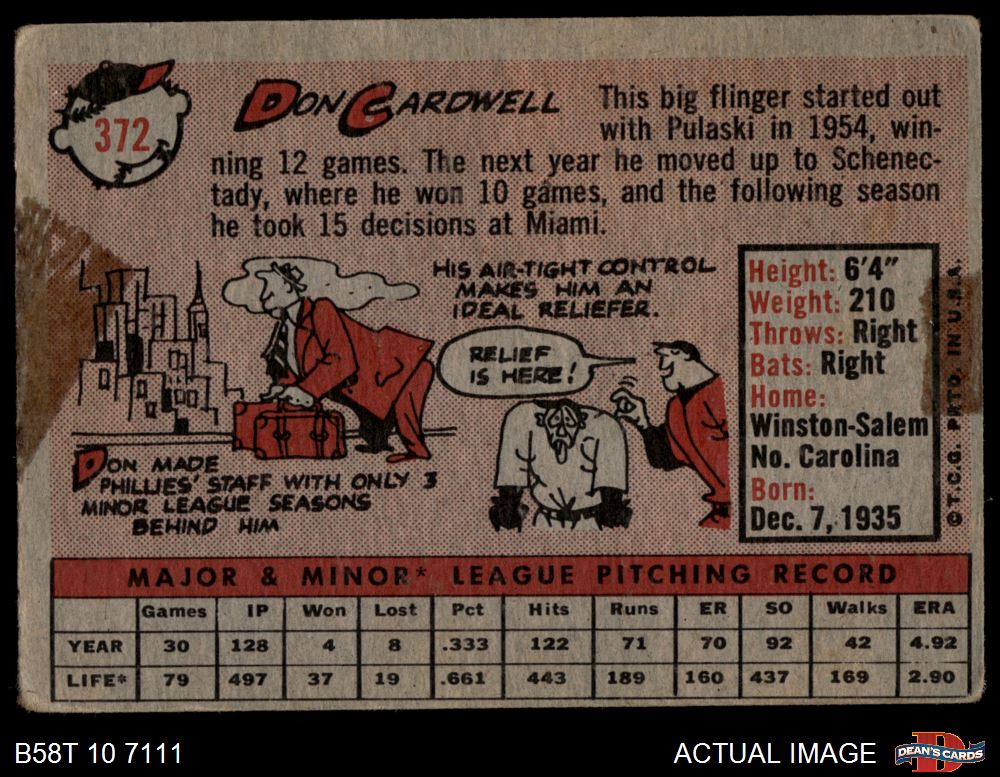 372
DON CARDWELL
This big flinger started out
with Pulaski in 1954, win-
ning 12 games. The next year he moved up to Schenec-
tady, where he won 10 games, and the following season
he took 15 decisions at Miami.
HIS AIR-TIGHT CONTROL
MAKES HIM AN
IDEAL RELIEFER.
RELIEF
IS HERE!
DON MADE
PHILLIES' STAFF WITH ONLY 3
MINOR LEAGUE SEASONS
BEHIND HIM
Height: 6'4"
Weight: 210
Throws: Right
Bats: Right
Home:
Winston-Salem
No. Carolina
Born:
Dec. 7, 1935
© T.C.G. PRTD. IN U.S.A.
MAJOR & MINOR* LEAGUE PITCHING RECORD
Games IP Won Lost Pct Hits Runs ER SO Walks ERA
YEAR 30 128 4 8 .333 122 71 70 92 42 4.92
LIFE* 79 497 37 19 .661 443 189 160 437 169 2.90
B58T 10 7111
ACTUAL IMAGE
DEAN'S CARDS